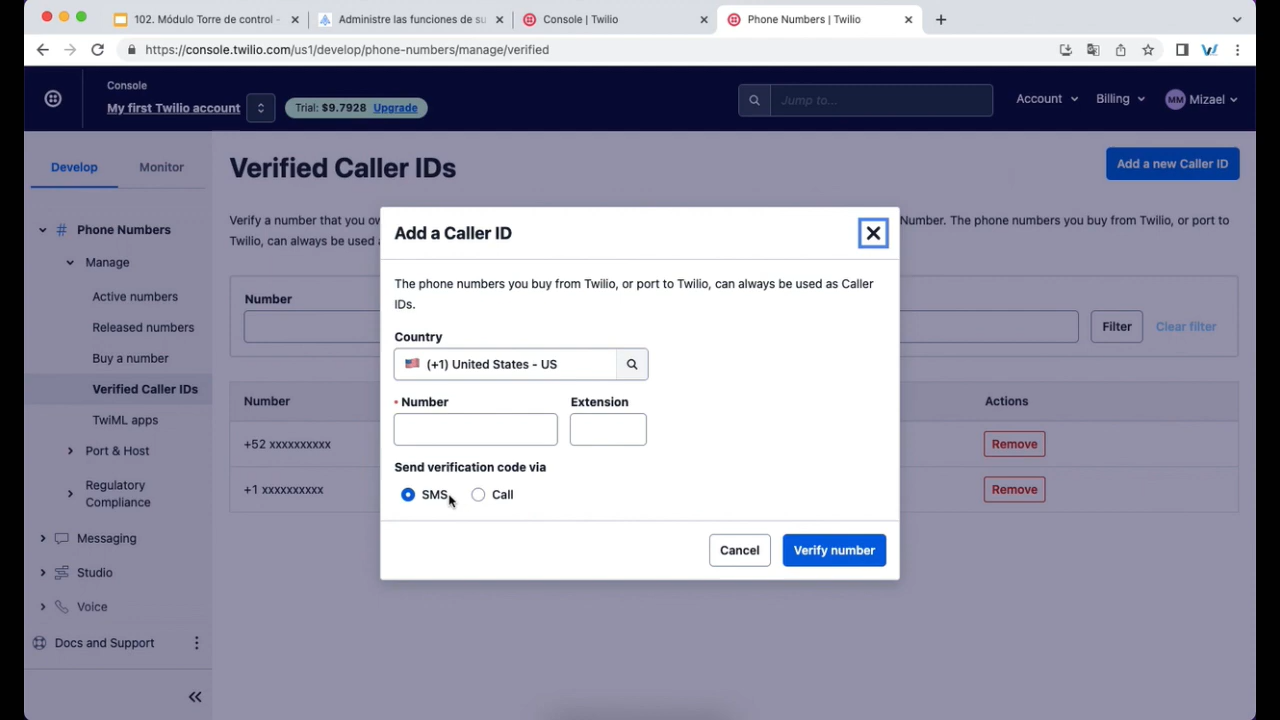 102. Módulo Torre de control -
Administre las funciones de su
Console | Twilio
Phone Numbers | Twilio
https://console.twilio.com/us1/develop/phone-numbers/manage/verified
Console
My first Twilio account
Trial: $9.7928 Upgrade
Jump to...
Account
Billing
MM Mizael
Develop
Monitor
Verified Caller IDs
Add a new Caller ID
Verify a number that you ow
Number. The phone numbers you buy from Twilio, or port to
Twilio, can always be used a
# Phone Numbers
Manage
Active numbers
Released numbers
Buy a number
Verified Caller IDs
TwiML apps
Port & Host
Regulatory
Compliance
Messaging
Studio
Voice
Docs and Support
Number
Filter
Clear filter
Number
Actions
+52 xxxxxxxxxx
Remove
+1 xxxxxxxxxx
Remove
Add a Caller ID
The phone numbers you buy from Twilio, or port to Twilio, can always be used as Caller
IDs.
Country
(+1) United States - US
• Number
Extension
Send verification code via
SMS
Call
Cancel
Verify number